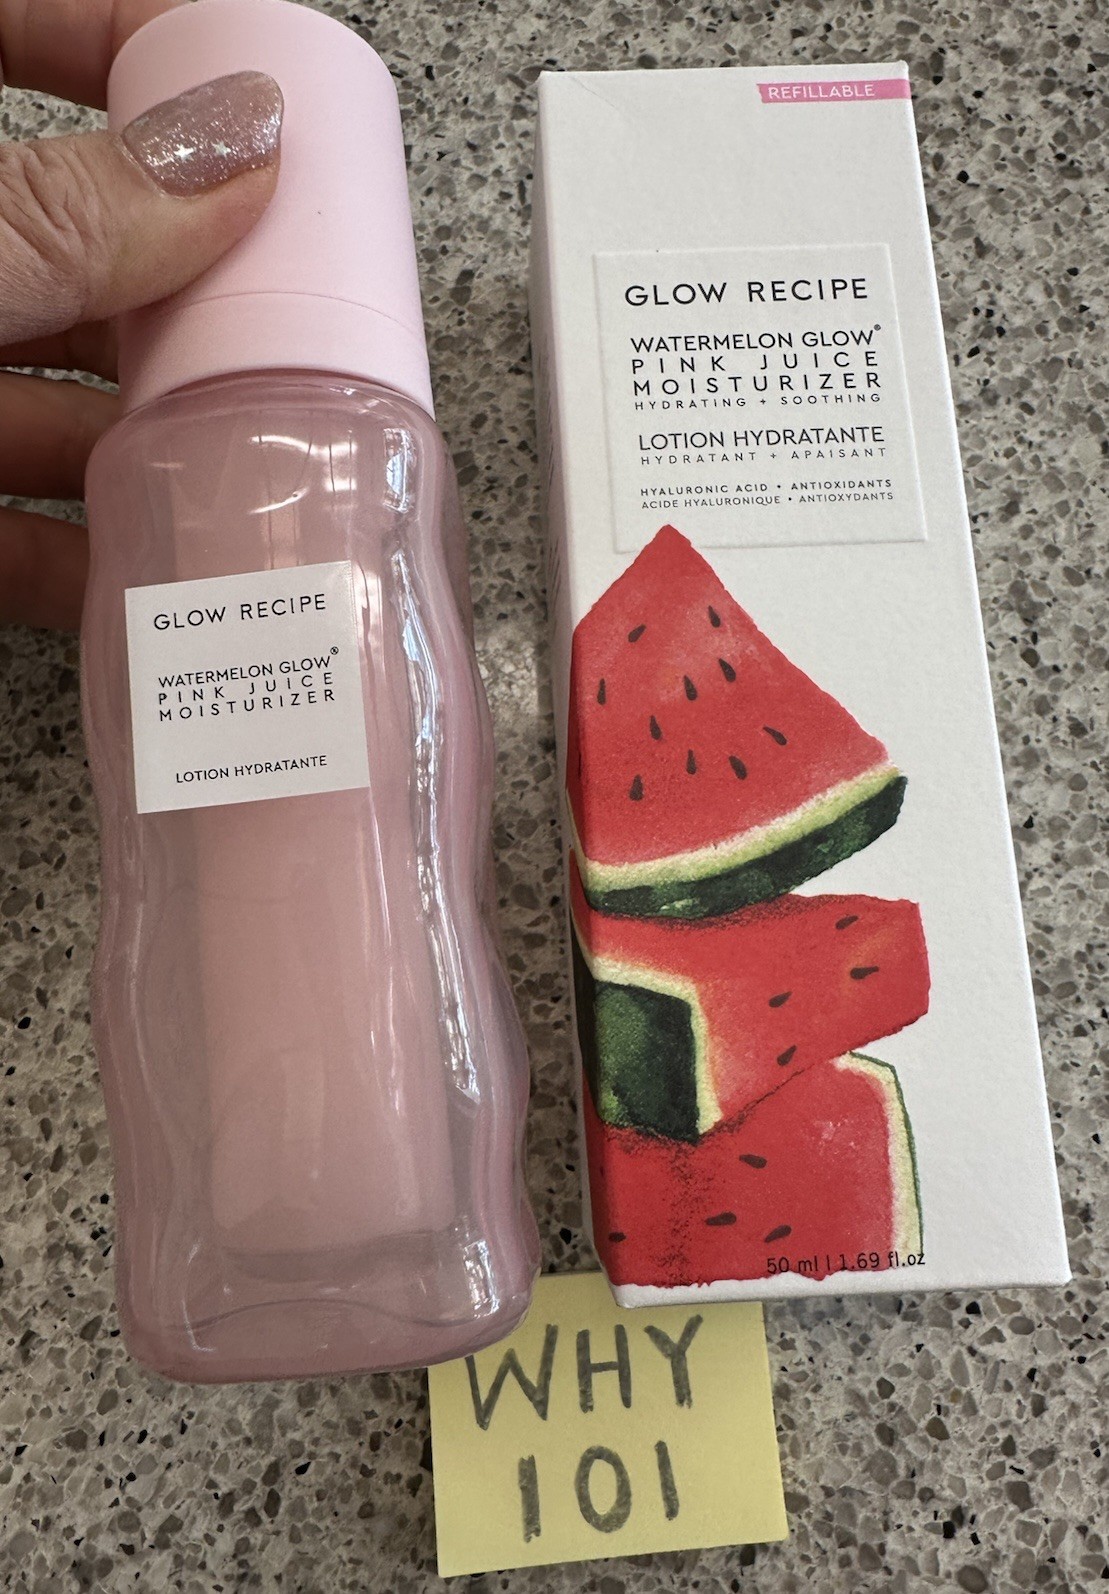 GLOW RECIPE
WATERMELON GLOW®
PINK JUICE
MOISTURIZER
LOTION HYDRATANTE
REFILLABLE
GLOW RECIPE
WATERMELON GLOW®
PINK JUICE
MOISTURIZER
HYDRATING + SOOTHING
LOTION HYDRATANTE
HYDRATANT + APAISANT
HYALURONIC ACID • ANTIOXIDANTS
ACIDE HYALURONIQUE • ANTIOXYDANTS
50 ml | 1.69 fl.oz
WHY
101